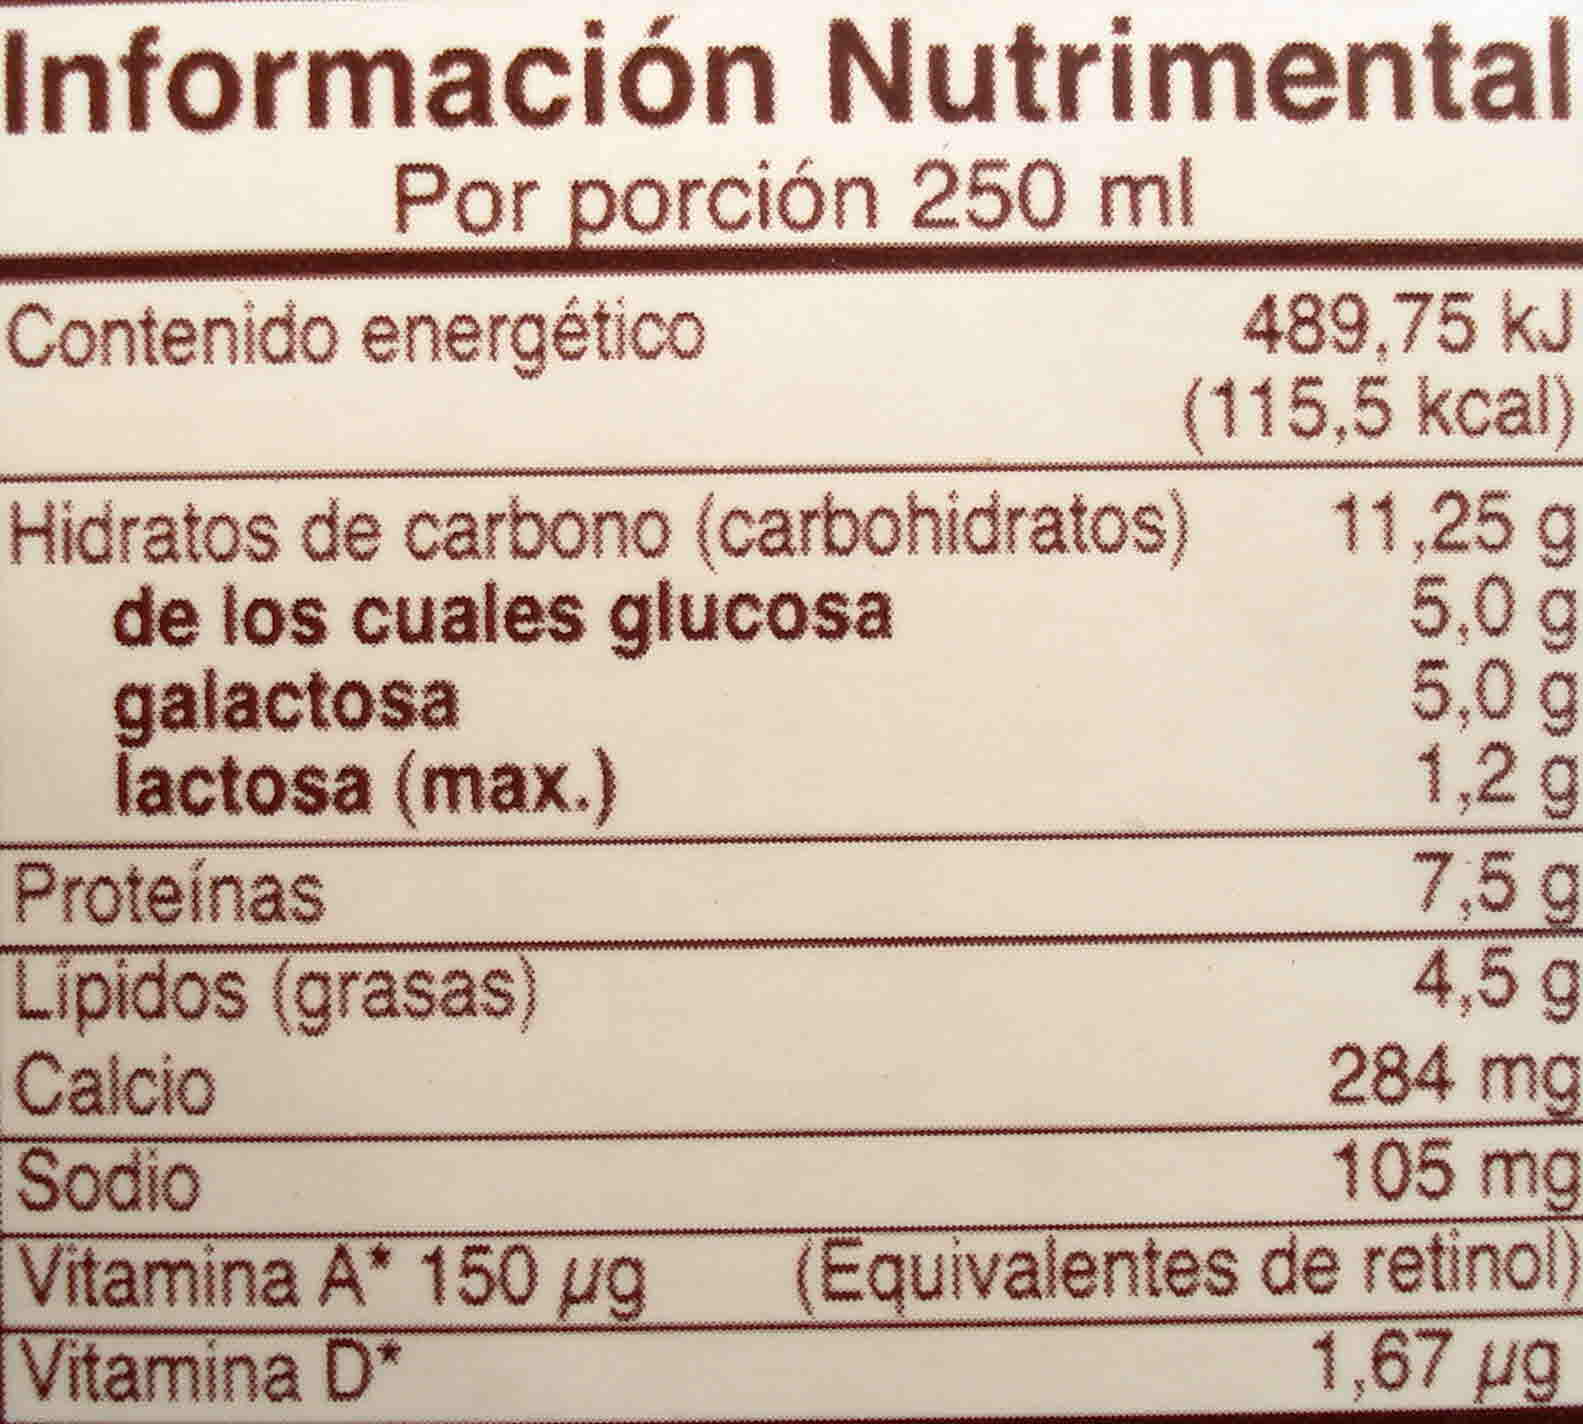 Información Nutrimental
Por porción 250 ml
Contenido energético 489,75 kJ
(115,5 kcal)
Hidratos de carbono (carbohidratos) 11,25 g
de los cuales glucosa 5,0 g
galactosa 5,0 g
lactosa (max.) 1,2 g
Proteínas 7,5 g
Lípidos (grasas) 4,5 g
Calcio 284 mg
Sodio 105 mg
Vitamina A* 150 µg (Equivalentes de retinol)
Vitamina D* 1,67 µg